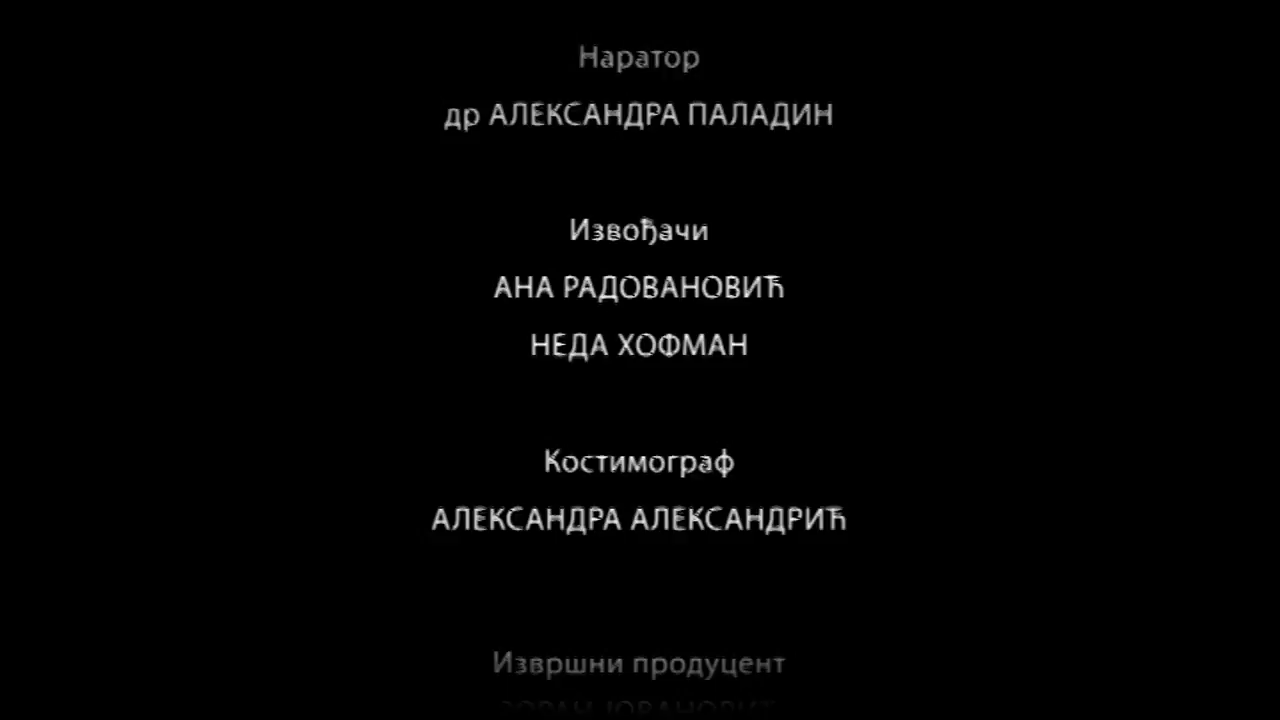 Наратор
др АЛЕКСАНДРА ПАЛАДИН
Извођачи
АНА РАДОВАНОВИЋ
НЕДА ХОФМАН
Костимограф
АЛЕКСАНДРА АЛЕКСАНДРИЋ
Извршни продуцент